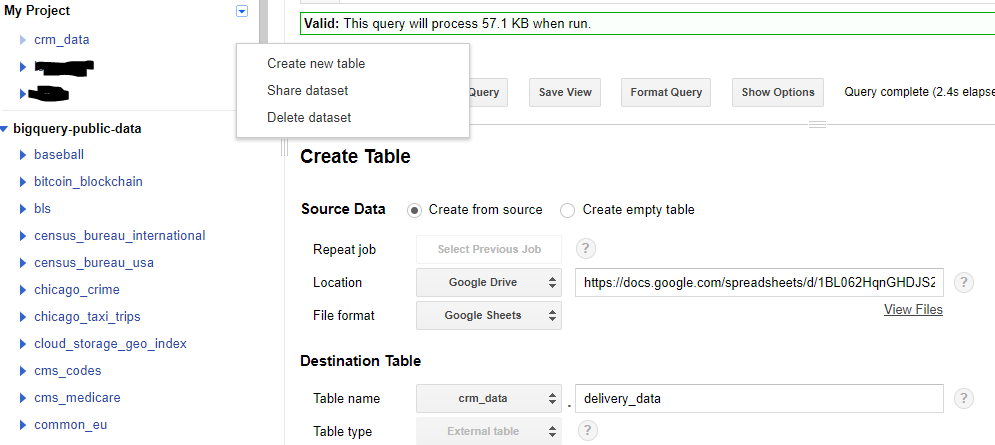 My Project
crm_data
bigquery-public-data
baseball
bitcoin_blockchain
bls
census_bureau_international
census_bureau_usa
chicago_crime
chicago_taxi_trips
cloud_storage_geo_index
cms_codes
cms_medicare
common_eu
Create new table
Share dataset
Delete dataset
Valid: This query will process 57.1 KB when run.
Query Save View Format Query Show Options Query complete (2.4s elapse
Create Table
Source Data Create from source Create empty table
Repeat job Select Previous Job ?
Location Google Drive https://docs.google.com/spreadsheets/d/1BL062HqnGHDJS2 ?
File format Google Sheets View Files
Destination Table
Table name crm_data . delivery_data ?
Table type External table ?